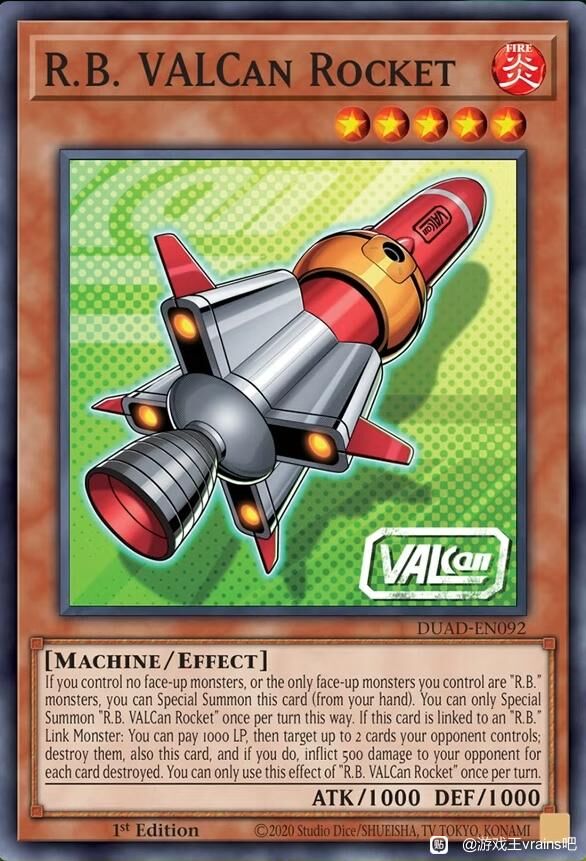 R.B. VALCan Rocket
FIRE
炎
VALCan
VALCan
DUAD-EN092
[Machine/Effect]
If you control no face-up monsters, or the only face-up monsters you control are "R.B."
monsters, you can Special Summon this card (from your hand). You can only Special
Summon "R.B. VALCan Rocket" once per turn this way. If this card is linked to an "R.B."
Link Monster: You can pay 1000 LP, then target up to 2 cards your opponent controls;
destroy them, also this card, and if you do, inflict 500 damage to your opponent for
each card destroyed. You can only use this effect of "R.B. VALCan Rocket" once per turn.
ATK/1000 DEF/1000
1st Edition
©2020 Studio Dice/SHUEISHA, TV TOKYO, KONAMI
贴 @游戏王vrains吧